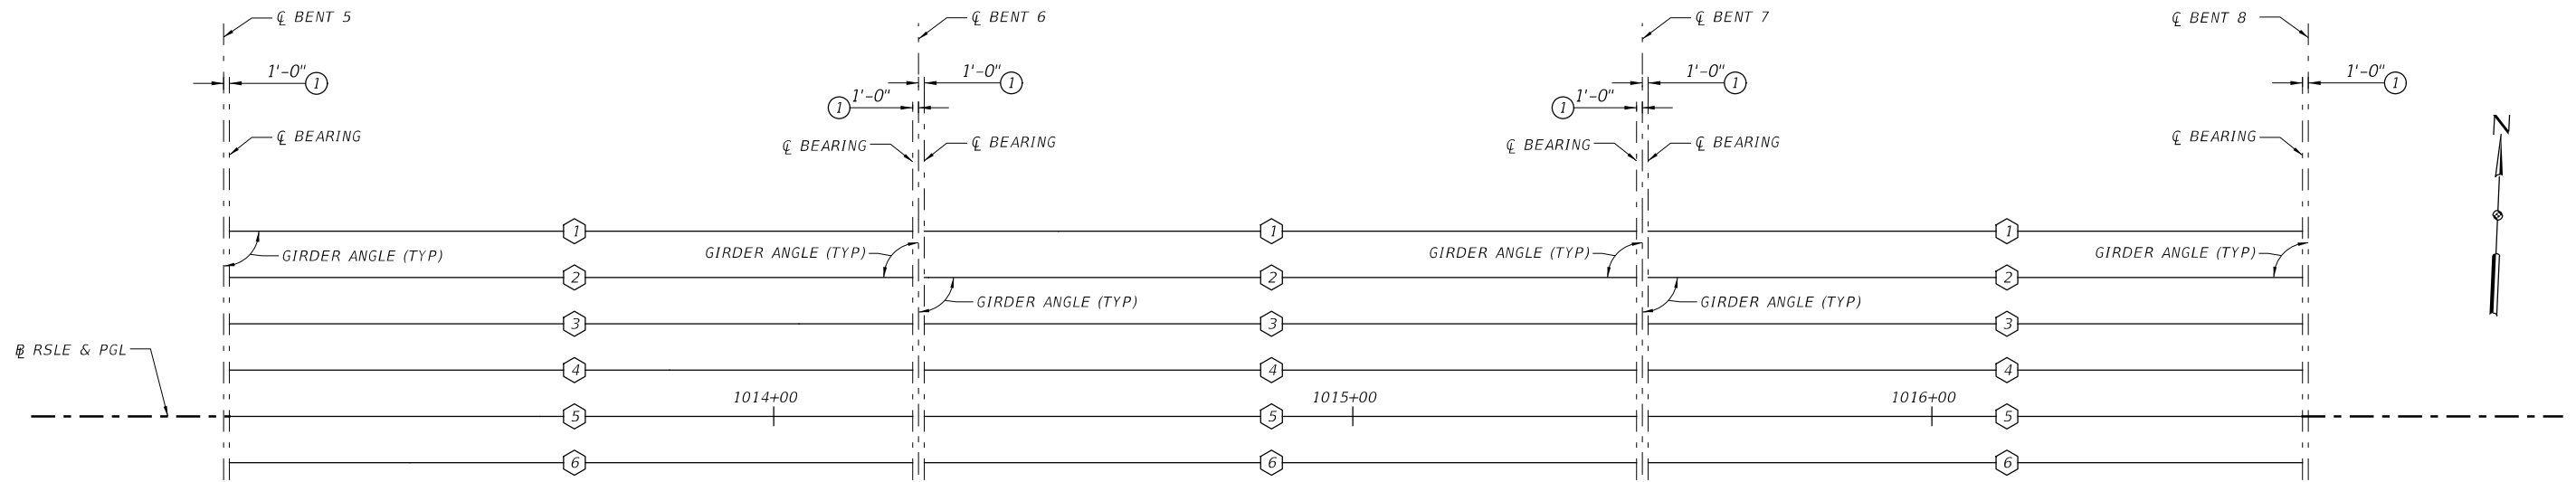 ℄ BENT 5
℄ BENT 6
℄ BENT 7
℄ BENT 8
1'-0" 1
1'-0" 1
1'-0" 1
1'-0" 1
1 1'-0"
1 1'-0"
℄ BEARING
℄ BEARING
℄ BEARING
℄ BEARING
℄ BEARING
℄ BEARING
N
1
1
1
GIRDER ANGLE (TYP)
GIRDER ANGLE (TYP)
GIRDER ANGLE (TYP)
GIRDER ANGLE (TYP)
2
2
2
GIRDER ANGLE (TYP)
GIRDER ANGLE (TYP)
3
3
3
BL RSLE & PGL
4
4
4
1014+00
1015+00
1016+00
5
5
5
6
6
6